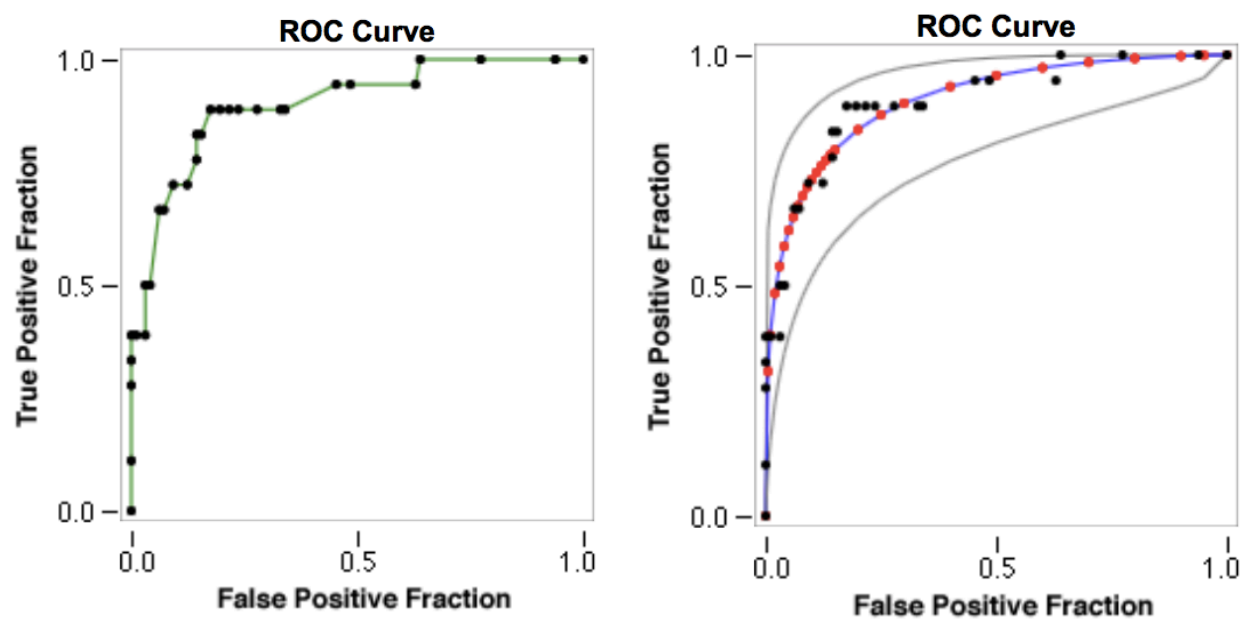 ROC Curve
1.0
0.5
0.0
True Positive Fraction
0.0 0.5 1.0
False Positive Fraction
ROC Curve
1.0
0.5
0.0
True Positive Fraction
0.0 0.5 1.0
False Positive Fraction